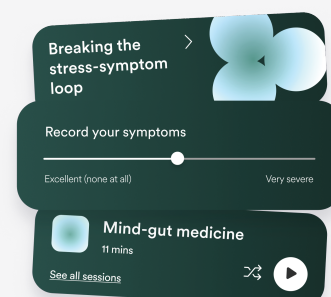 Breaking the
stress-symptom
loop
Record your symptoms
Excellent (none at all)
Very severe
Mind-gut medicine
11 mins
See all sessions